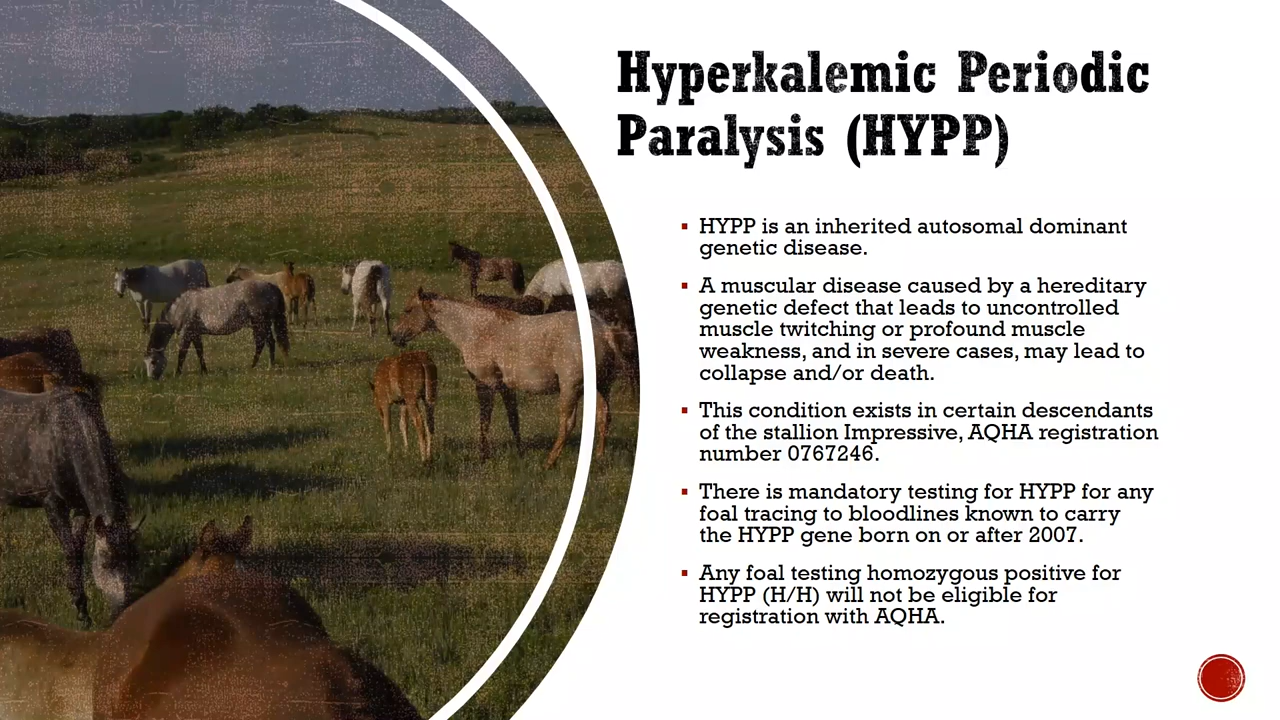 Hyperkalemic Periodic
Paralysis (HYPP)
▪ HYPP is an inherited autosomal dominant
genetic disease.
▪ A muscular disease caused by a hereditary
genetic defect that leads to uncontrolled
muscle twitching or profound muscle
weakness, and in severe cases, may lead to
collapse and/or death.
▪ This condition exists in certain descendants
of the stallion Impressive, AQHA registration
number 0767246.
▪ There is mandatory testing for HYPP for any
foal tracing to bloodlines known to carry
the HYPP gene born on or after 2007.
▪ Any foal testing homozygous positive for
HYPP (H/H) will not be eligible for
registration with AQHA.